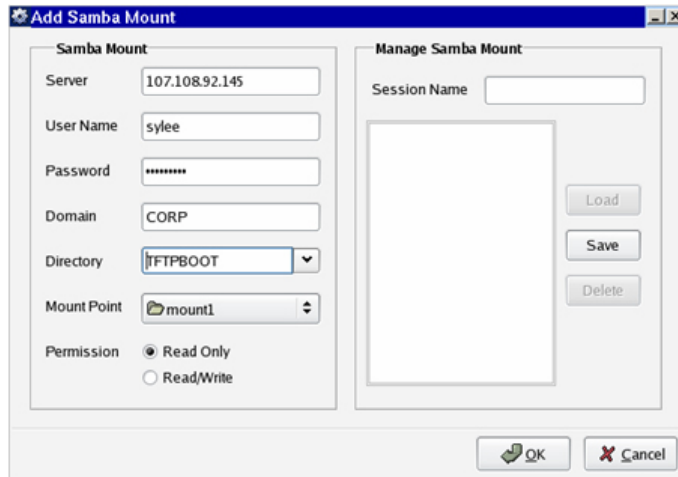 Add Samba Mount
Samba Mount
Server 107.108.92.145
User Name sylee
Password •••••••••
Domain CORP
Directory TFTPBOOT
Mount Point mount1
Permission Read Only
Read/Write
Manage Samba Mount
Session Name
Load
Save
Delete
OK
Cancel